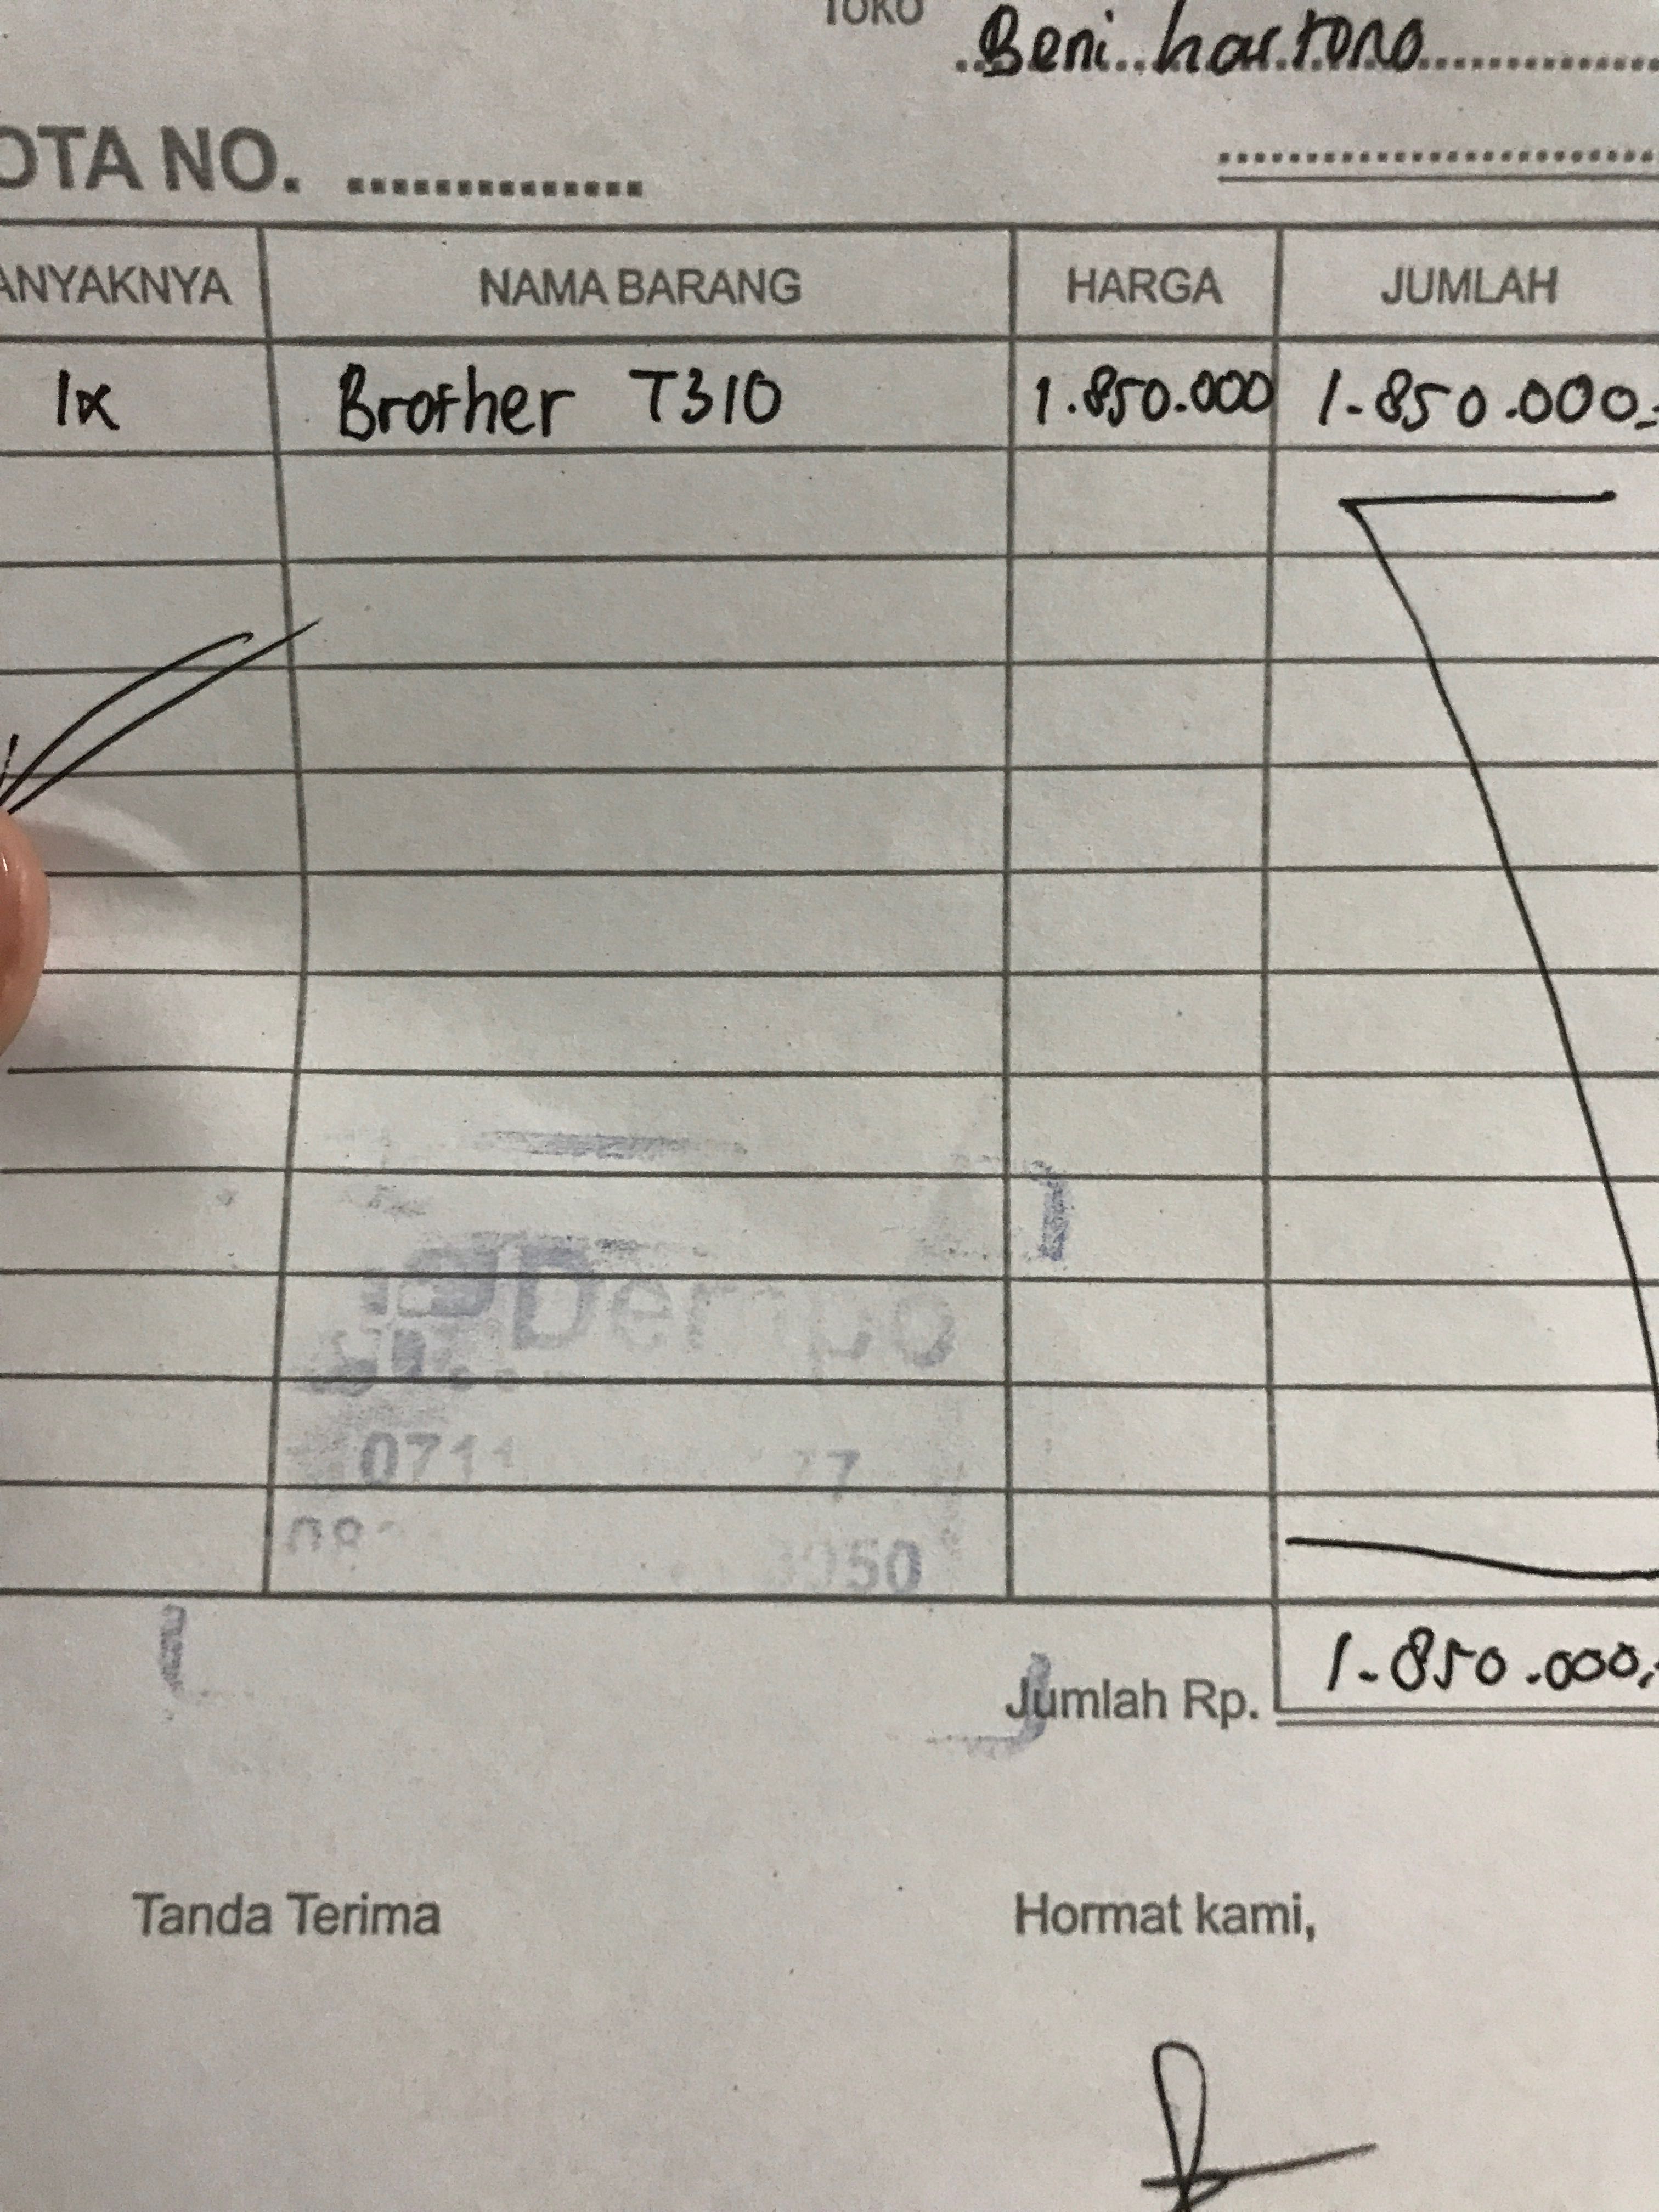 TOKO
Beni hartono
OTA NO.
ANYAKNYA NAMA BARANG HARGA JUMLAH
1x Brother T310 1.850.000 1-850.000,-
Dempo
0711 77
Jumlah Rp. 1-850.000,-
Tanda Terima Hormat kami,